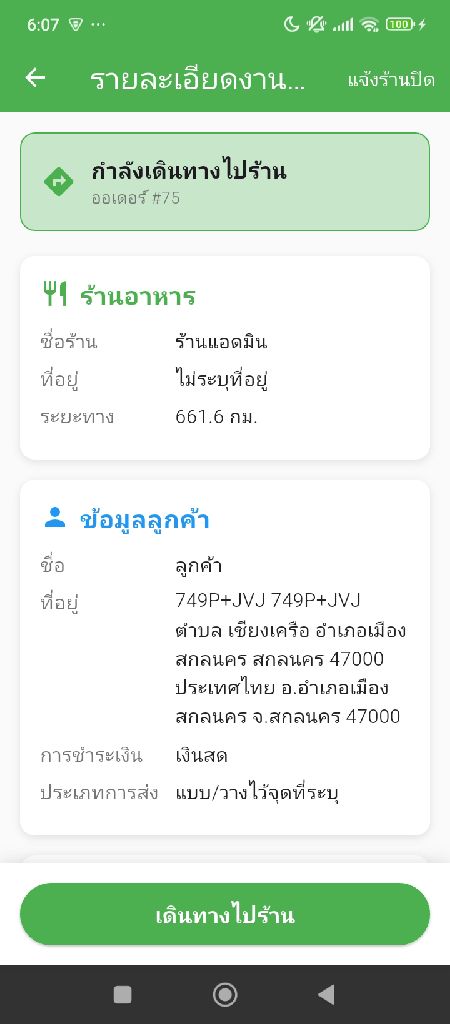 6:07
100
รายละเอียดงาน...
แจ้งร้านปิด
กำลังเดินทางไปร้าน
ออเดอร์ #75
ร้านอาหาร
ชื่อร้าน ร้านแอดมิน
ที่อยู่ ไม่ระบุที่อยู่
ระยะทาง 661.6 กม.
ข้อมูลลูกค้า
ชื่อ ลูกค้า
ที่อยู่ 749P+JVJ 749P+JVJ
ตำบล เชียงเครือ อำเภอเมือง
สกลนคร สกลนคร 47000
ประเทศไทย อ.อำเภอเมือง
สกลนคร จ.สกลนคร 47000
การชำระเงิน เงินสด
ประเภทการส่ง แบบ/วางไว้จุดที่ระบุ
เดินทางไปร้าน